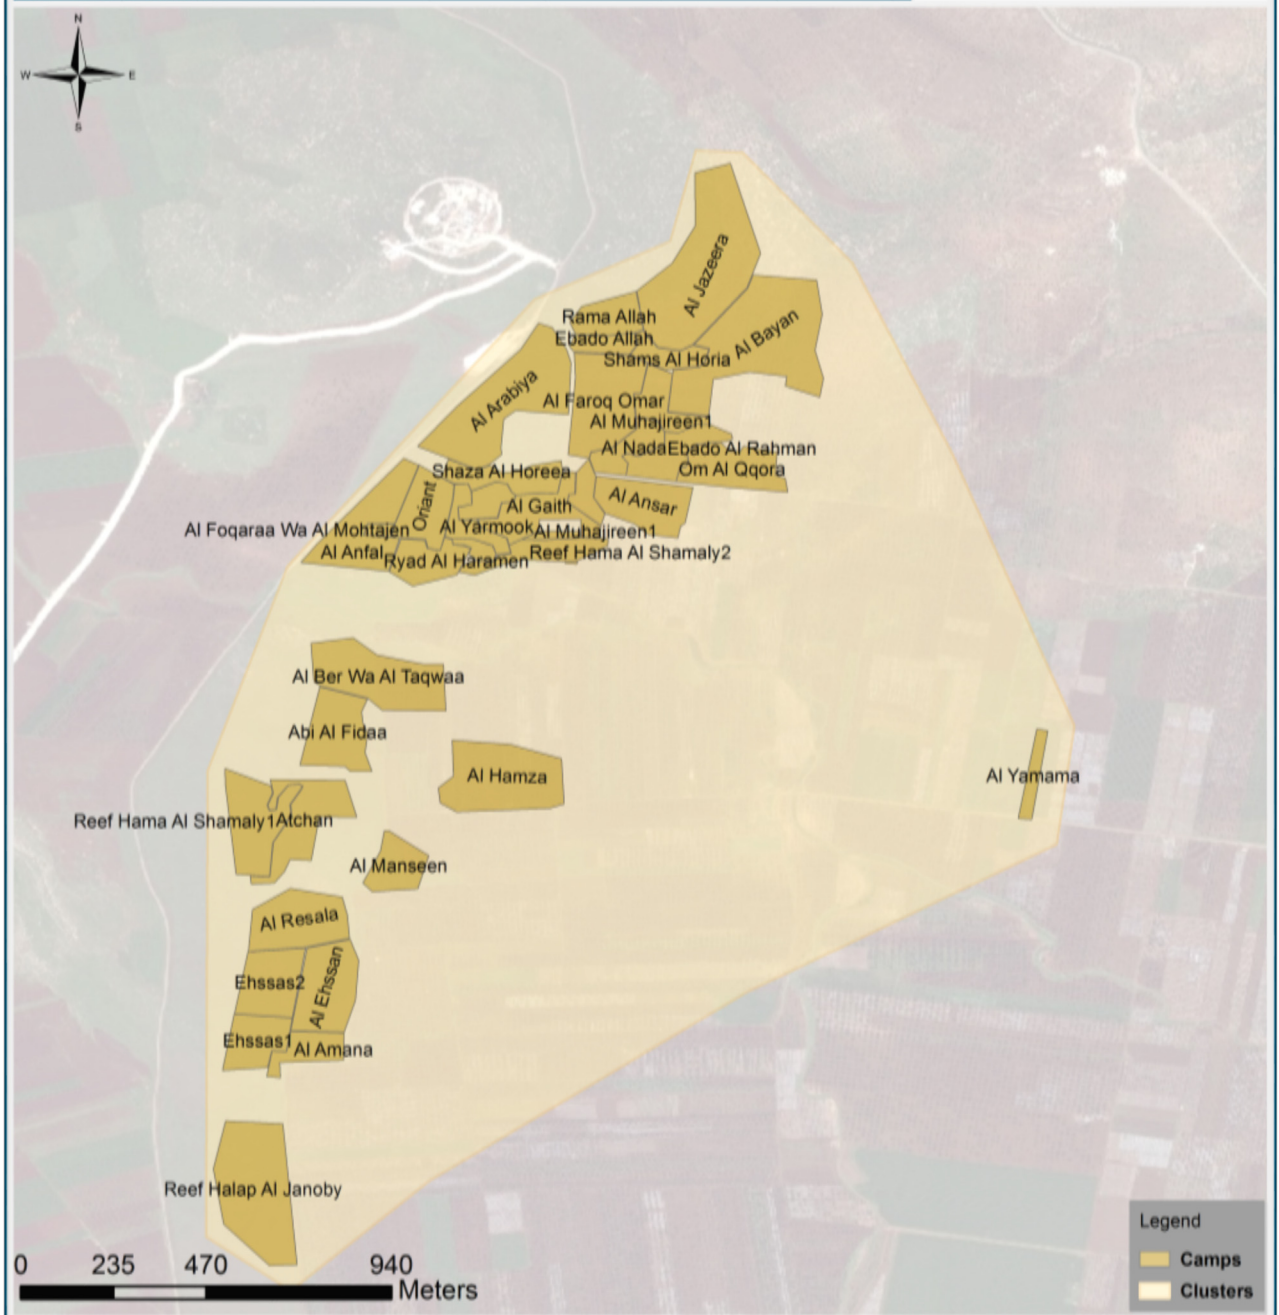 N
W E
S
Al Jazeera
Rama Allah
Al Bayan
Ebado Allah
Shams Al Horia
Al Arabiya
Al Faroq Omar
Al Muhajireen1
Al Nada Ebado Al Rahman
Shaza Al Horeea
Om Al Qqora
Oriant
Al Gaith
Al Ansar
Al Foqaraa Wa Al Mohtajen
Al Yarmook
Al Muhajireen1
Al Anfal
Ryad Al Haramen
Reef Hama Al Shamaly2
Al Ber Wa Al Taqwaa
Abi Al Fidaa
Al Hamza
Al Yamama
Reef Hama Al Shamaly1
Atchan
Al Manseen
Al Resala
Ehssas2
Al Ehssan
Ehssas1
Al Amana
Reef Halap Al Janoby
0 235 470 940
Meters
Legend
Camps
Clusters